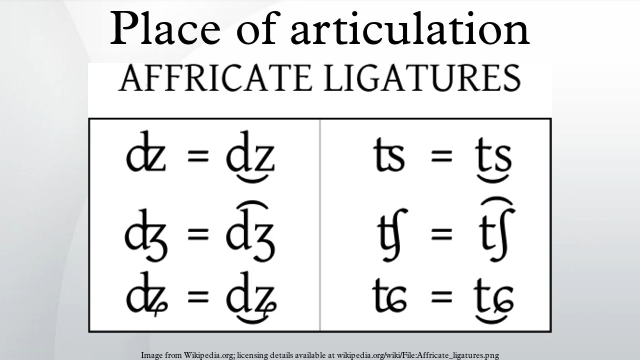 Place of articulation
AFFRICATE LIGATURES
ʣ = d͜z ʦ = t͜s
ʤ = d͡ʒ ʧ = t͡ʃ
ʥ = d͜ʑ ʨ = t͜ɕ
Image from Wikipedia.org; licensing details available at wikipedia.org/wiki/File:Affricate_ligatures.png